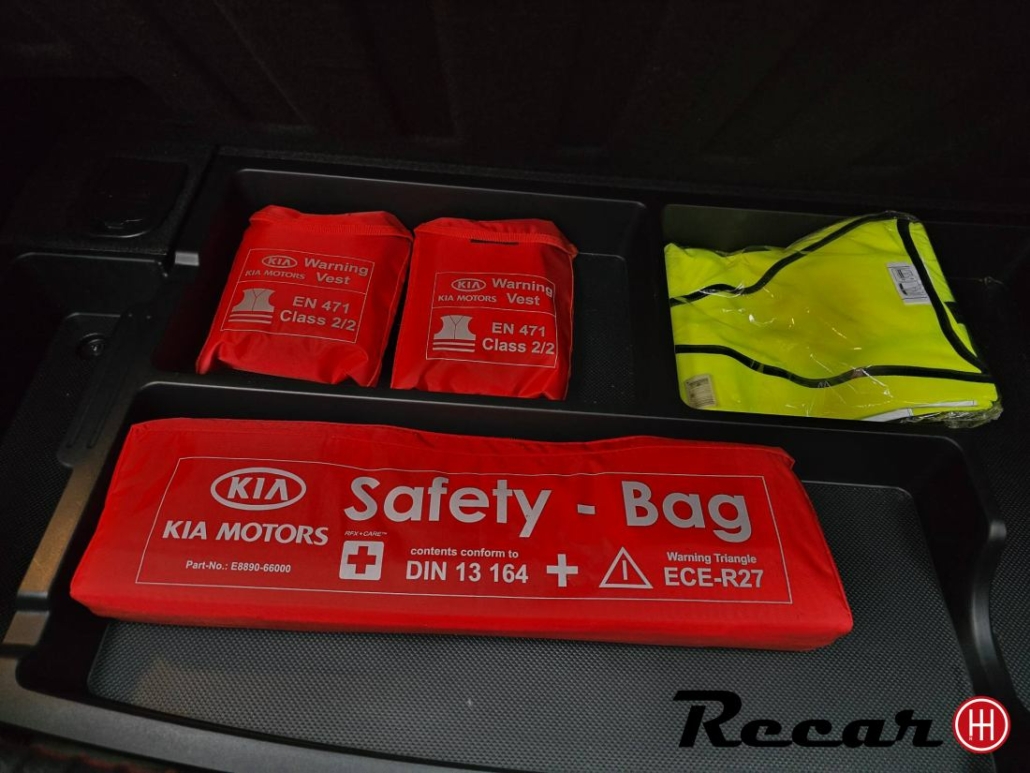 KIA Warning
KIA MOTORS Vest
EN 471
Class 2/2
KIA Warning
KIA MOTORS Vest
EN 471
Class 2/2
KIA Safety - Bag
KIA MOTORS
RFX+CARE™
contents conform to
DIN 13 164 +
Warning Triangle
ECE-R27
Part-No.: E8890-66000
Recar